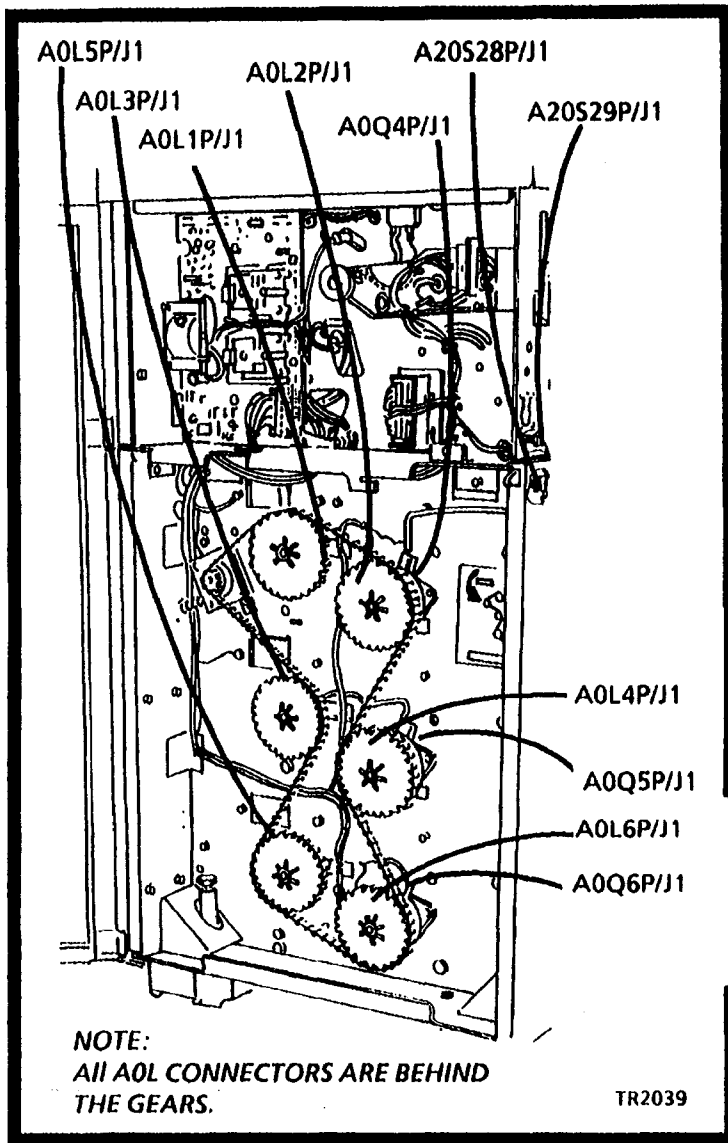 A0L5P/J1
A0L2P/J1
A20S28P/J1
A0L3P/J1
A0L1P/J1
A0Q4P/J1
A20S29P/J1
A0L4P/J1
A0Q5P/J1
A0L6P/J1
A0Q6P/J1
NOTE:
All A0L CONNECTORS ARE BEHIND
THE GEARS.
TR2039